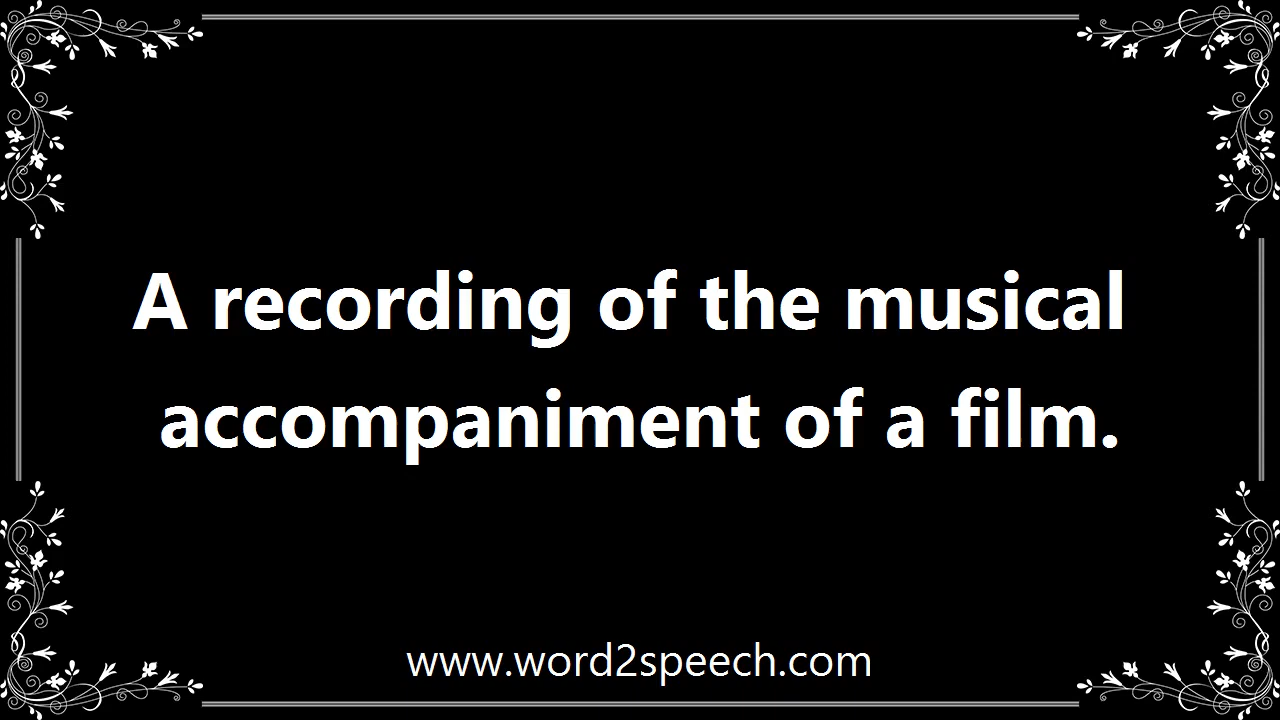 A recording of the musical
accompaniment of a film.
www.word2speech.com